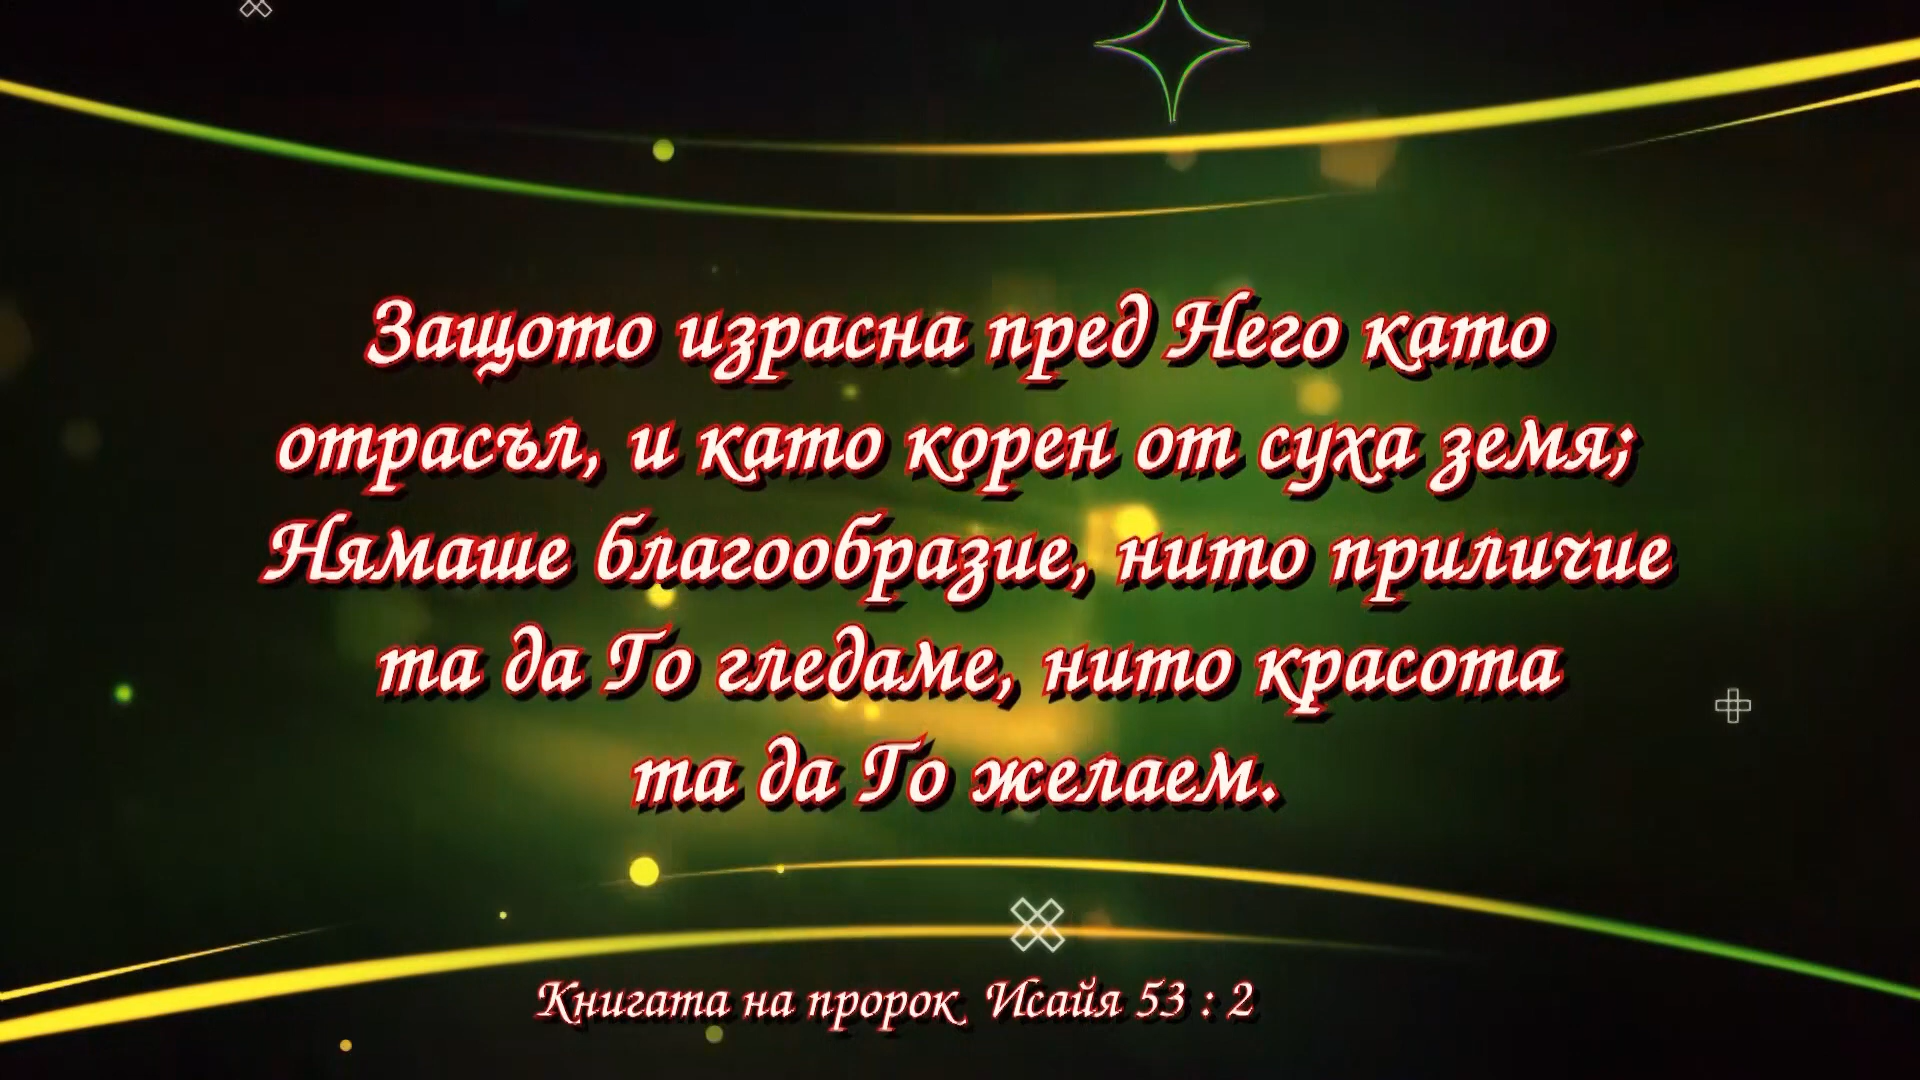 Защото израсна пред Него като
отрасъл, и като корен от суха земя;
Нямаше благообразие, нито приличие
та да Го гледаме, нито красота
та да Го желаем.
Книгата на пророк Исайя 53 : 2